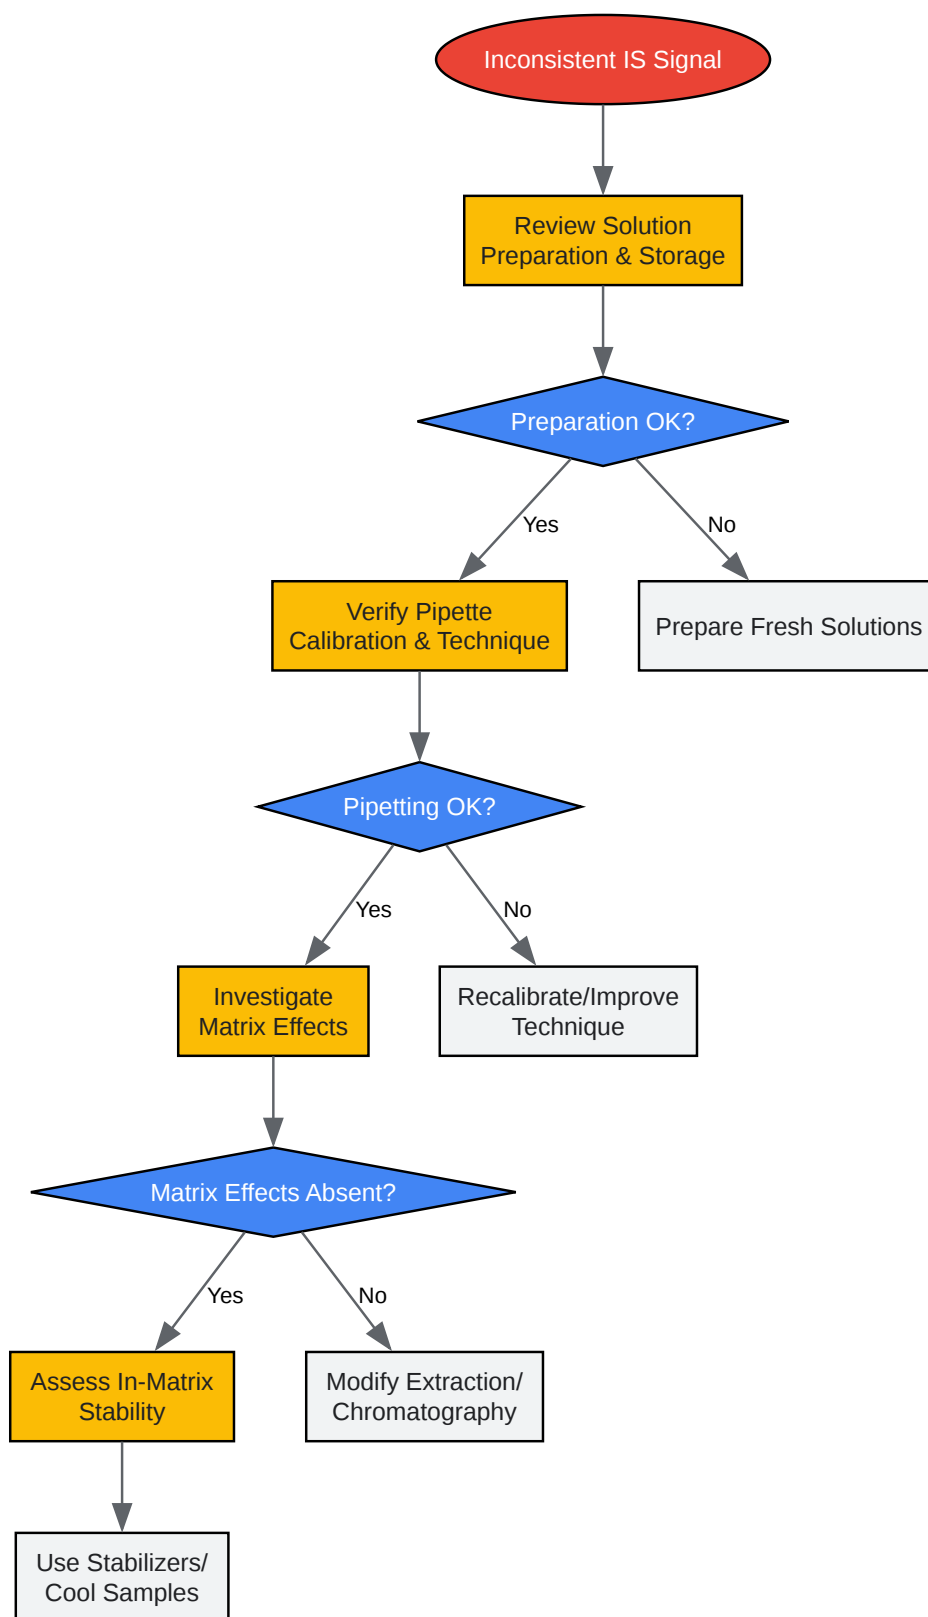 Inconsistent IS Signal
Review Solution
Preparation & Storage
Preparation OK?
Yes
No
Verify Pipette
Calibration & Technique
Prepare Fresh Solutions
Pipetting OK?
Yes
No
Investigate
Matrix Effects
Recalibrate/Improve
Technique
Matrix Effects Absent?
Yes
No
Assess In-Matrix
Stability
Modify Extraction/
Chromatography
Use Stabilizers/
Cool Samples